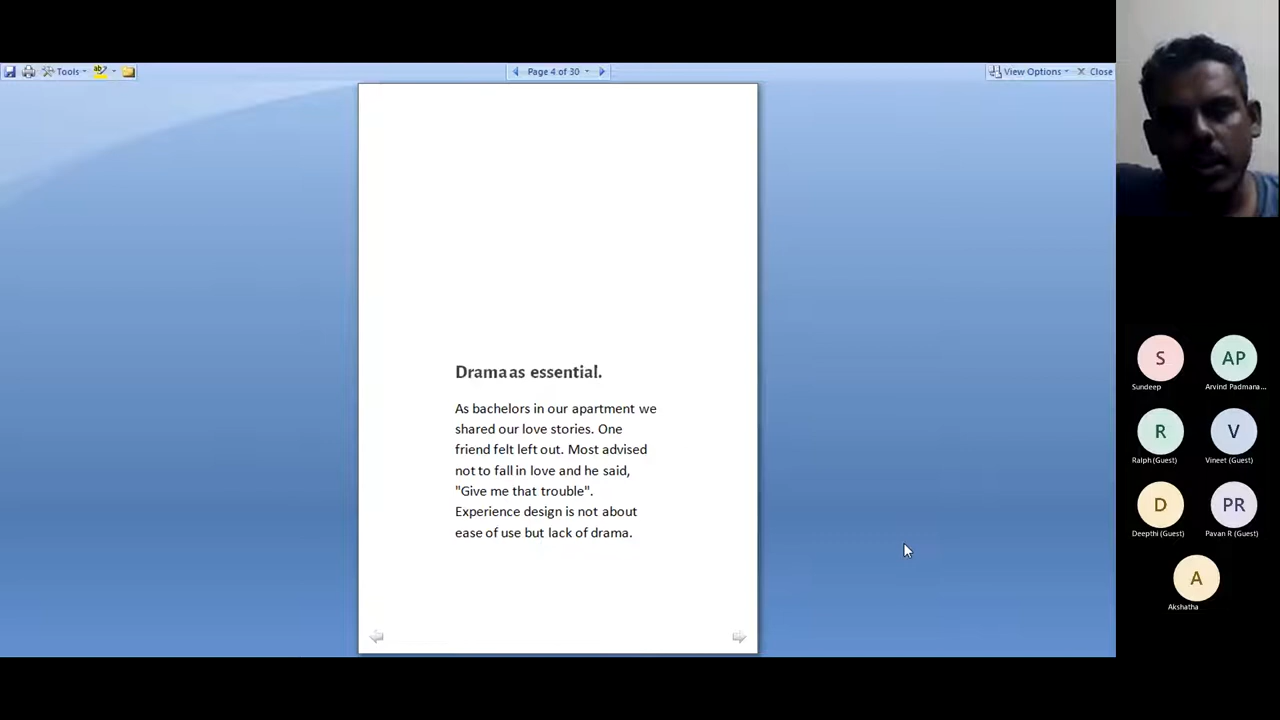 Tools
Page 4 of 30
View Options
Close
Drama as essential.
As bachelors in our apartment we
shared our love stories. One
friend felt left out. Most advised
not to fall in love and he said,
"Give me that trouble".
Experience design is not about
ease of use but lack of drama.
S
AP
Sundeep
Arvind Padmana...
R
V
Ralph (Guest)
Vineet (Guest)
D
PR
Deepthi (Guest)
Pavan R (Guest)
A
Akshatha